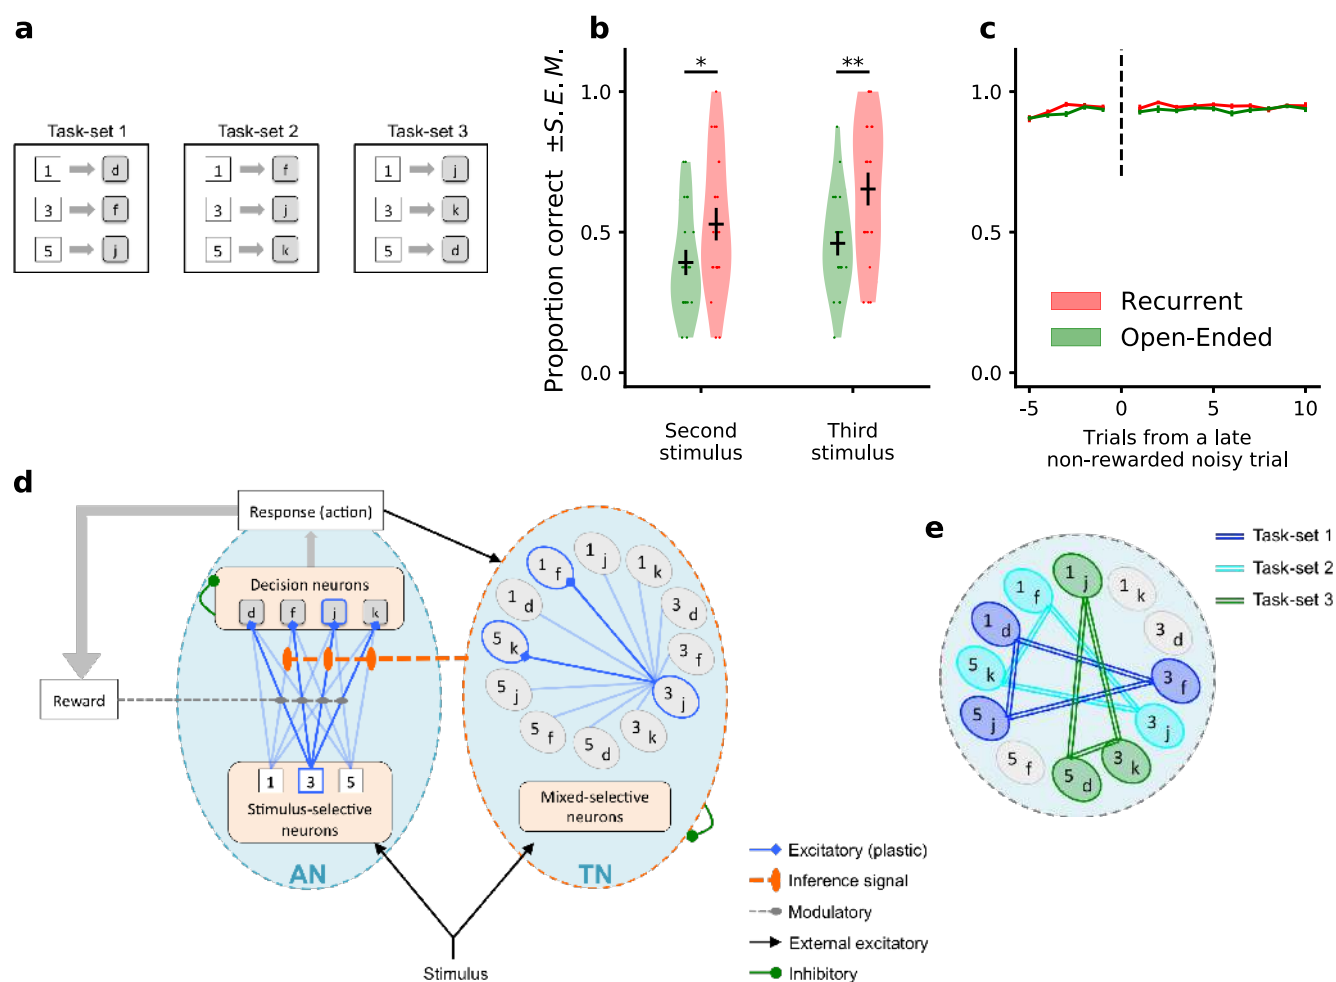 a
Task-set 1
1 d
3 f
5 j
Task-set 2
1 f
3 j
5 k
Task-set 3
1 j
3 k
5 d
b
Proportion correct ±S.E.M.
1.0
0.5
0.0
*
**
Second
stimulus
Third
stimulus
c
1.0
0.5
0.0
Recurrent
Open-Ended
-5 0 5 10
Trials from a late
non-rewarded noisy trial
d
Response (action)
Decision neurons
d f j k
Reward
1 3 5
Stimulus-selective
neurons
AN
1 f
1 j
1 k
1 d
3 d
5 k
3 f
5 j
3 j
5 f
5 d
3 k
Mixed-selective
neurons
TN
Stimulus
Excitatory (plastic)
Inference signal
Modulatory
External excitatory
Inhibitory
e
1 j
1 f
1 k
1 d
3 d
5 k
3 f
5 j
3 j
5 f
5 d
3 k
Task-set 1
Task-set 2
Task-set 3